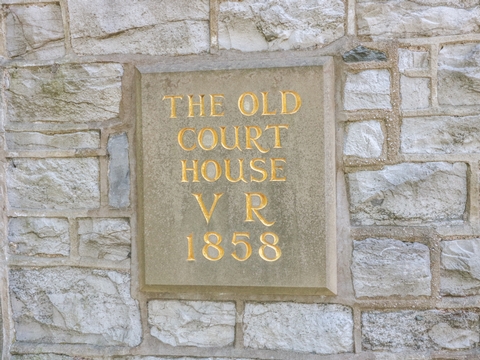 THE OLD
COURT
HOUSE
V R
1858